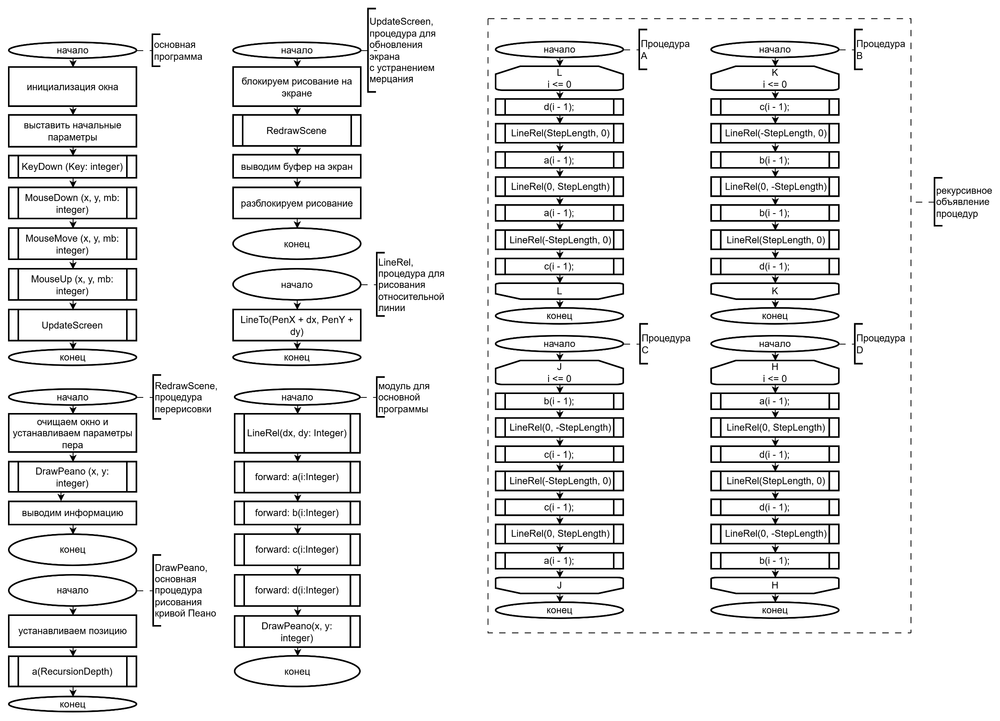 начало
основная
программа
инициализация окна
выставить начальные
параметры
KeyDown (Key: integer)
MouseDown (x, y, mb:
integer)
MouseMove (x, y, mb:
integer)
MouseUp (x, y, mb:
integer)
UpdateScreen
конец
начало
RedrawScene,
процедура
перерисовки
очищаем окно и
устанавливаем параметры
пера
DrawPeano (x, y:
integer)
выводим информацию
конец
начало
DrawPeano,
основная
процедура
рисования
кривой Пеано
устанавливаем позицию
a(RecursionDepth)
конец
начало
UpdateScreen,
процедура для
обновления
экрана
с устранением
мерцания
блокируем рисование на
экране
RedrawScene
выводим буфер на экран
разблокируем рисование
конец
начало
LineRel,
процедура для
рисования
относительной
линии
LineTo(PenX + dx, PenY +
dy)
конец
начало
модуль для
основной
программы
LineRel(dx, dy: Integer)
forward: a(i:Integer)
forward: b(i:Integer)
forward: c(i:Integer)
forward: d(i:Integer)
DrawPeano(x, y:
integer)
конец
начало
Процедура
A
L
i <= 0
d(i - 1);
LineRel(StepLength, 0)
a(i - 1);
LineRel(0, StepLength)
a(i - 1);
LineRel(-StepLength, 0)
c(i - 1);
L
конец
начало
Процедура
B
K
i <= 0
c(i - 1);
LineRel(-StepLength, 0)
b(i - 1);
LineRel(0, -StepLength)
b(i - 1);
LineRel(StepLength, 0)
d(i - 1);
K
конец
начало
Процедура
C
J
i <= 0
b(i - 1);
LineRel(0, -StepLength)
c(i - 1);
LineRel(-StepLength, 0)
c(i - 1);
LineRel(0, StepLength)
a(i - 1);
J
конец
начало
Процедура
D
H
i <= 0
a(i - 1);
LineRel(0, StepLength)
d(i - 1);
LineRel(StepLength, 0)
d(i - 1);
LineRel(0, -StepLength)
b(i - 1);
H
конец
рекурсивное
объявление
процедур